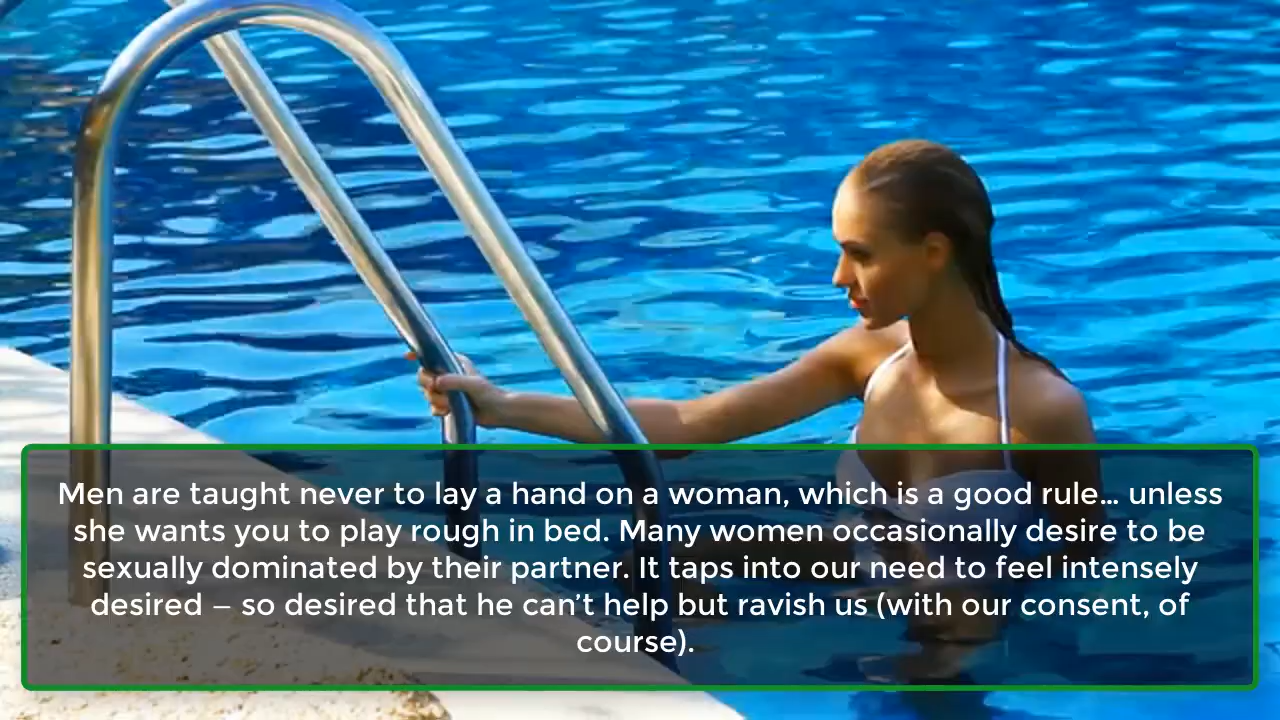 Men are taught never to lay a hand on a woman, which is a good rule… unless
she wants you to play rough in bed. Many women occasionally desire to be
sexually dominated by their partner. It taps into our need to feel intensely
desired – so desired that he can’t help but ravish us (with our consent, of
course).